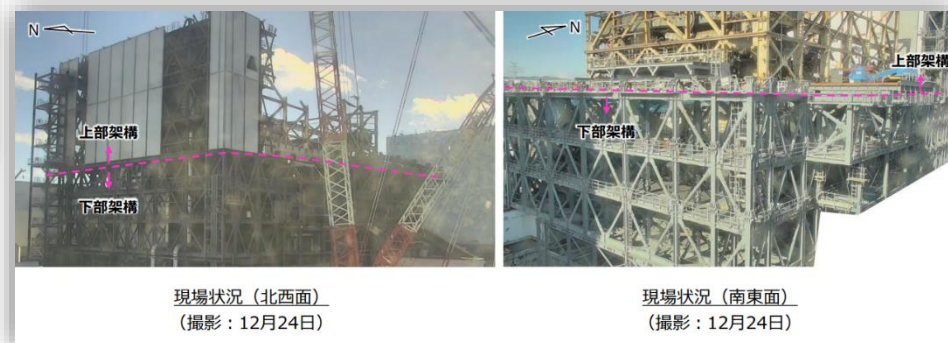 N
上部架構
下部架構
N
上部架構
下部架構
現場状況（北西面）
（撮影：12月24日）
現場状況（南東面）
（撮影：12月24日）